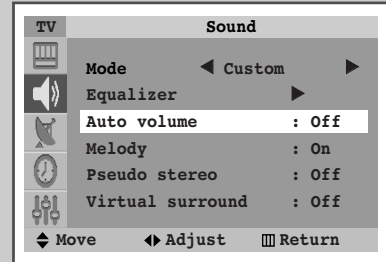 TV Sound
Mode ◀ Custom ▶
Equalizer ▶
Auto volume : Off
Melody : On
Pseudo stereo : Off
Virtual surround : Off
Move Adjust Return